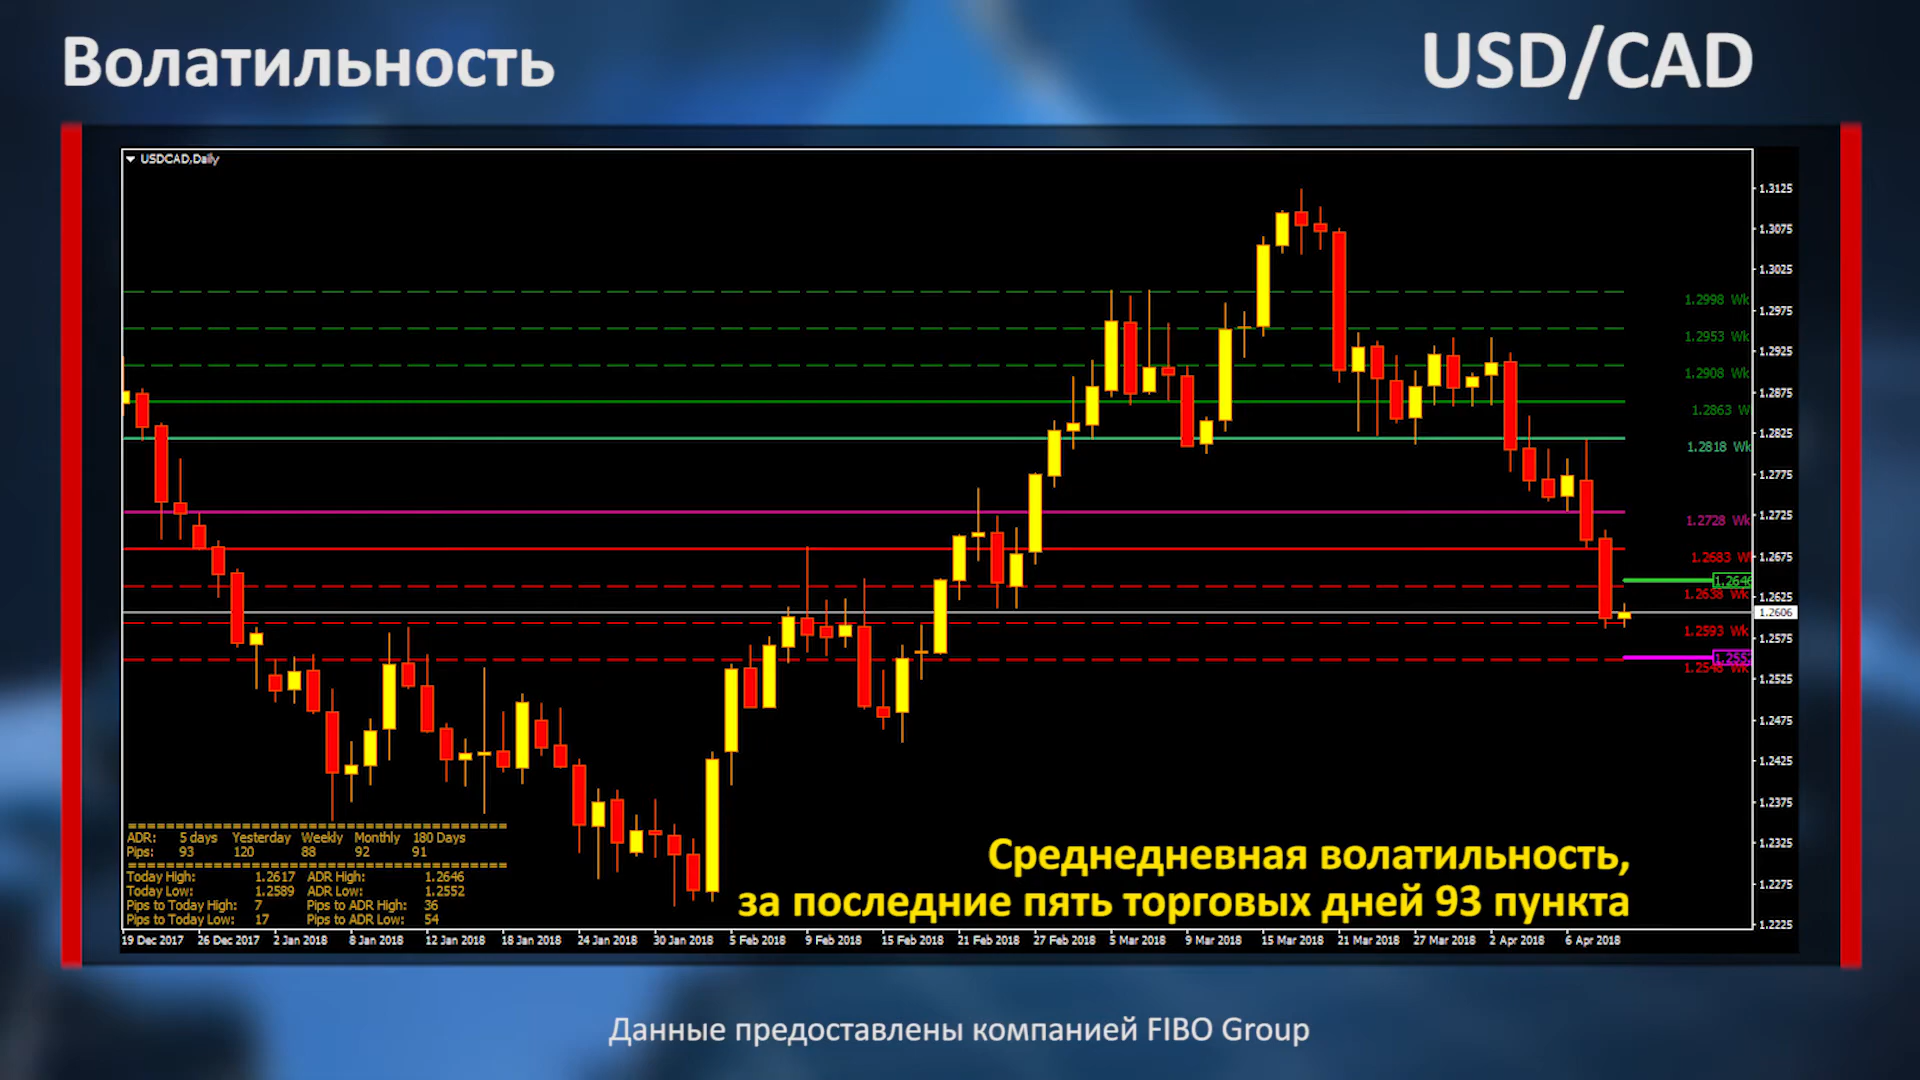 Волатильность
USD/CAD
USDCAD,Daily
1.3125
1.3075
1.3025
1.2975
1.2925
1.2875
1.2825
1.2775
1.2725
1.2675
1.2625
1.2606
1.2575
1.2525
1.2475
1.2425
1.2375
1.2325
1.2275
1.2225
1.2998 Wk
1.2953 Wk
1.2908 Wk
1.2863 W
1.2818 Wk
1.2728 Wk
1.2683 W
1.2646
1.2638 Wk
1.2593 Wk
1.2548 Wk
ADR: 5 days Yesterday Weekly Monthly 180 Days
Pips: 93 120 88 92 91
Today High: 1.2617 ADR High: 1.2646
Today Low: 1.2589 ADR Low: 1.2552
Pips to Today High: 7 Pips to ADR High: 36
Pips to Today Low: 17 Pips to ADR Low: 54
Среднедневная волатильность,
за последние пять торговых дней 93 пункта
19 Dec 2017 26 Dec 2017 2 Jan 2018 8 Jan 2018 12 Jan 2018 18 Jan 2018 24 Jan 2018 30 Jan 2018 5 Feb 2018 9 Feb 2018 15 Feb 2018 21 Feb 2018 27 Feb 2018 5 Mar 2018 9 Mar 2018 15 Mar 2018 21 Mar 2018 27 Mar 2018 2 Apr 2018 6 Apr 2018
Данные предоставлены компанией FIBO Group